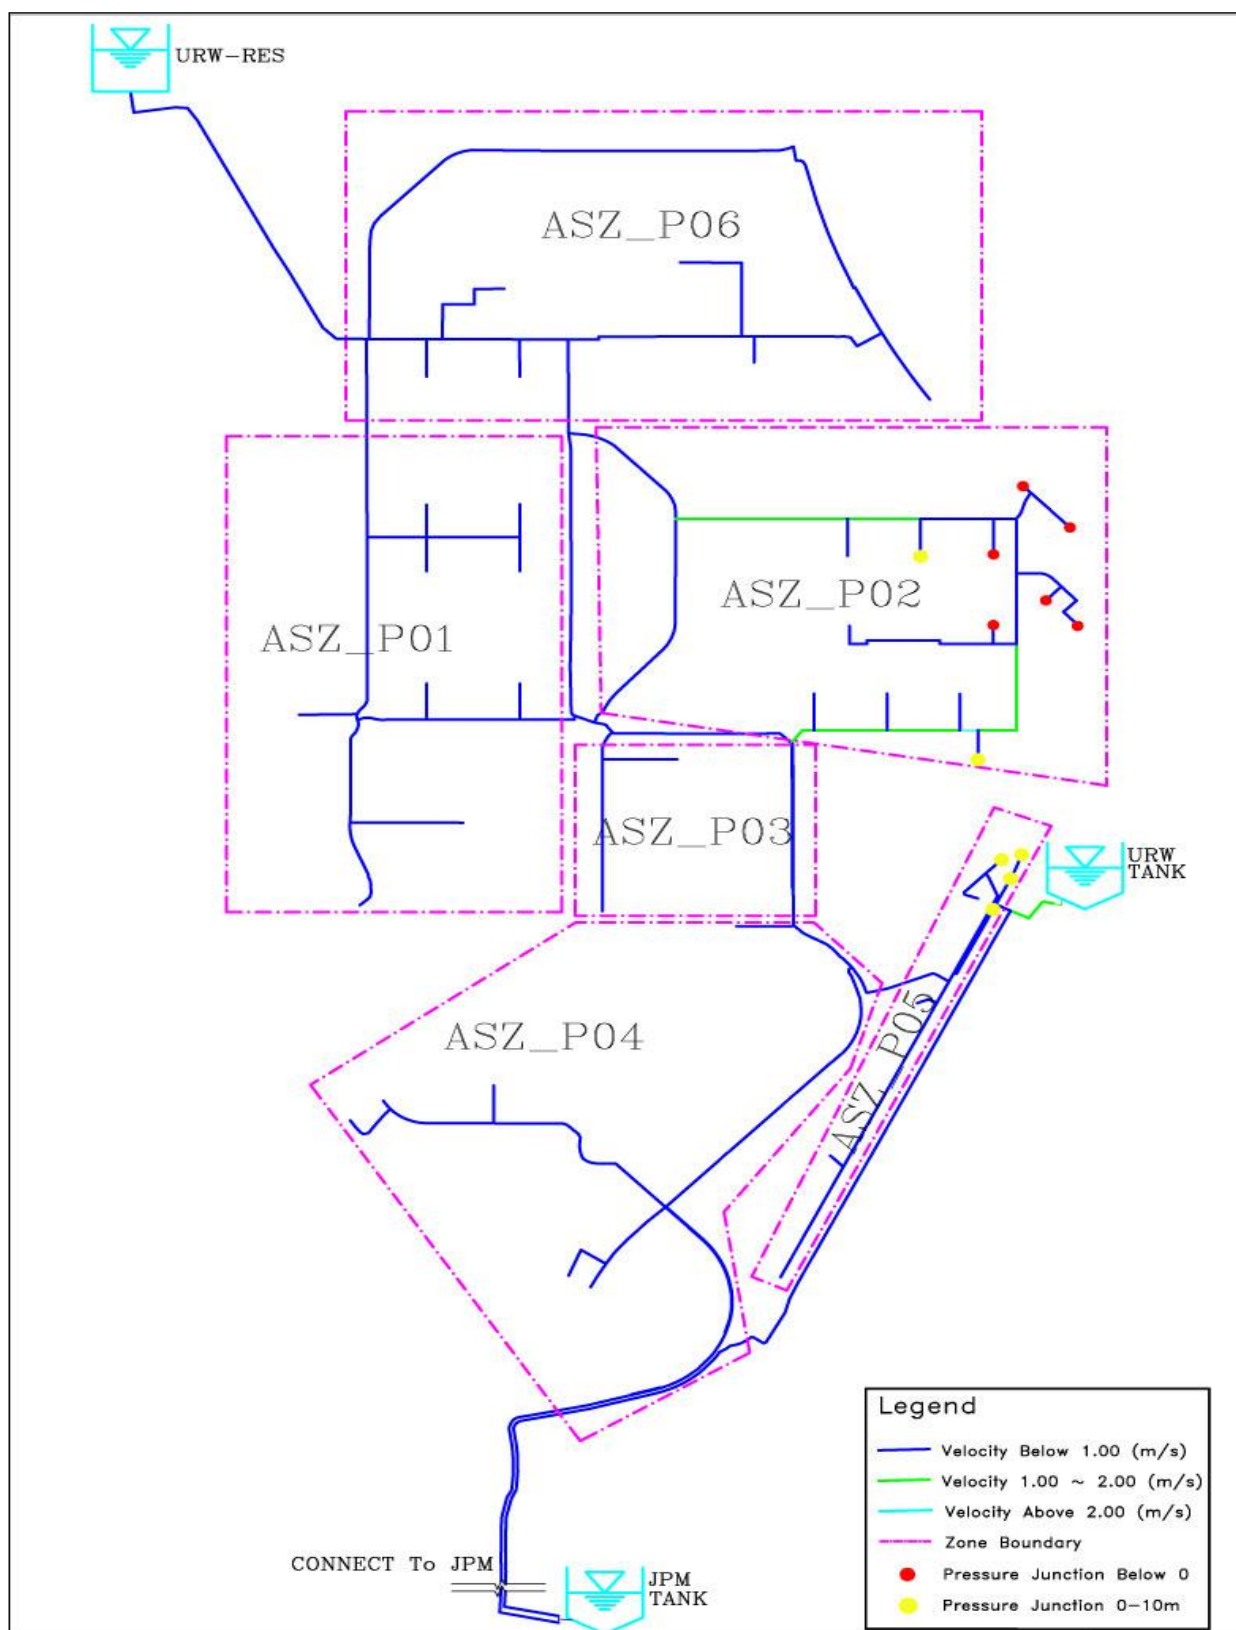 URW-RES
ASZ_P06
ASZ_P02
ASZ_P01
ASZ_P03
URW
TANK
ASZ_P05
ASZ_P04
Legend
Velocity Below 1.00 (m/s)
Velocity 1.00 ~ 2.00 (m/s)
Velocity Above 2.00 (m/s)
Zone Boundary
Pressure Junction Below 0
Pressure Junction 0-10m
CONNECT To JPM
JPM
TANK